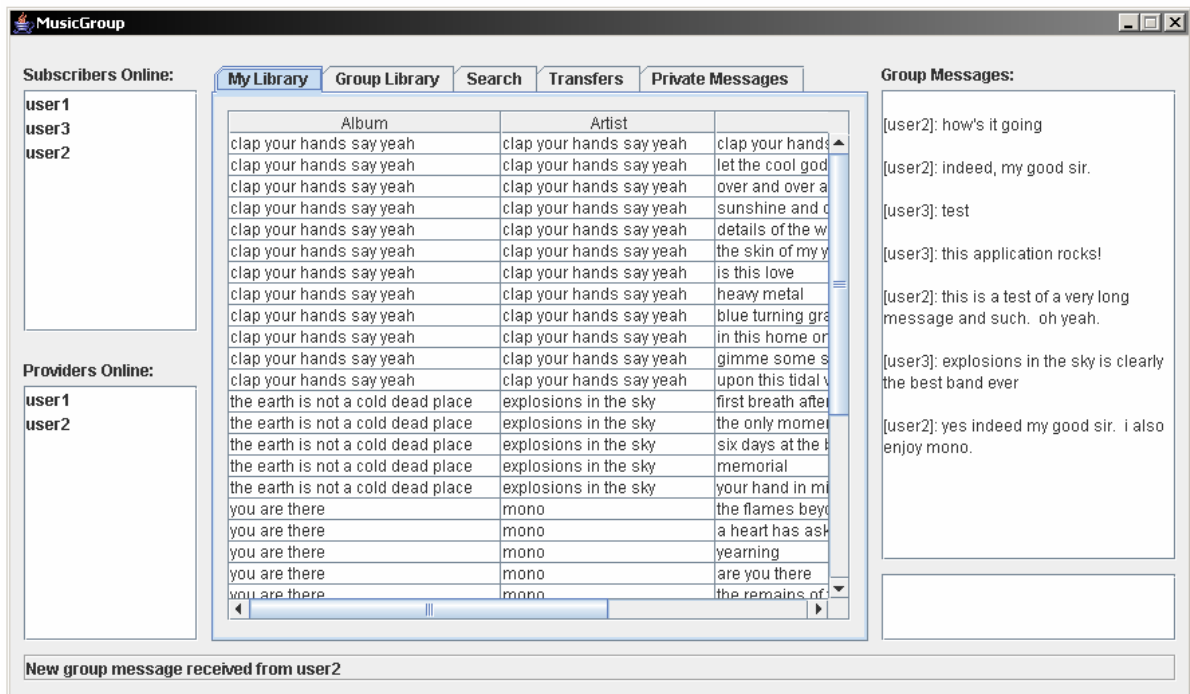 MusicGroup
Subscribers Online:
user1
user3
user2
Providers Online:
user1
user2
My Library Group Library Search Transfers Private Messages
Album Artist
clap your hands say yeah clap your hands say yeah clap your hands
clap your hands say yeah clap your hands say yeah let the cool god
clap your hands say yeah clap your hands say yeah over and over a
clap your hands say yeah clap your hands say yeah sunshine and
clap your hands say yeah clap your hands say yeah details of the w
clap your hands say yeah clap your hands say yeah the skin of my y
clap your hands say yeah clap your hands say yeah is this love
clap your hands say yeah clap your hands say yeah heavy metal
clap your hands say yeah clap your hands say yeah blue turning gra
clap your hands say yeah clap your hands say yeah in this home or
clap your hands say yeah clap your hands say yeah gimme some s
clap your hands say yeah clap your hands say yeah upon this tidal
the earth is not a cold dead place explosions in the sky first breath after
the earth is not a cold dead place explosions in the sky the only momen
the earth is not a cold dead place explosions in the sky six days at the b
the earth is not a cold dead place explosions in the sky memorial
the earth is not a cold dead place explosions in the sky your hand in mi
you are there mono the flames beyo
you are there mono a heart has ask
you are there mono yearning
you are there mono are you there
you are there mono the remains of
Group Messages:
[user2]: how's it going
[user2]: indeed, my good sir.
[user3]: test
[user3]: this application rocks!
[user2]: this is a test of a very long
message and such. oh yeah.
[user3]: explosions in the sky is clearly
the best band ever
[user2]: yes indeed my good sir. i also
enjoy mono.
New group message received from user2